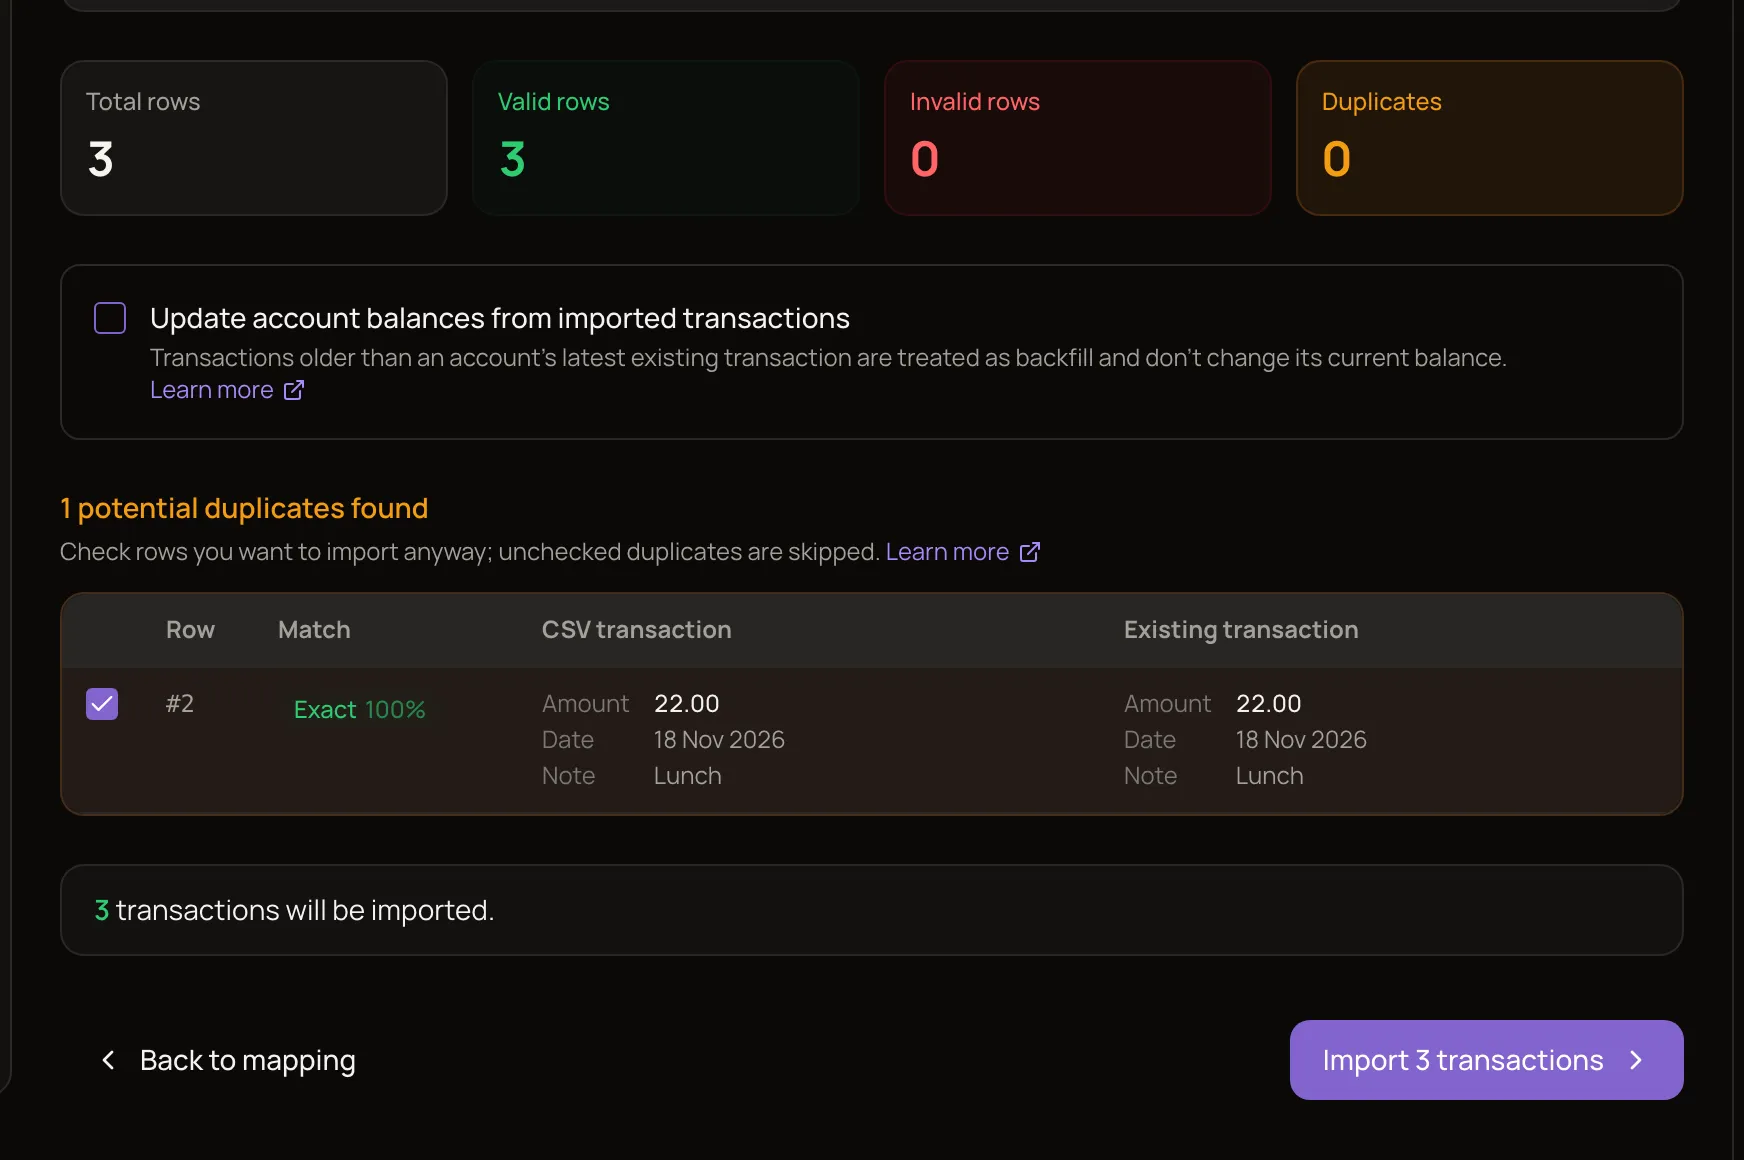 Total rows
3
Valid rows
3
Invalid rows
0
Duplicates
0
Update account balances from imported transactions
Transactions older than an account's latest existing transaction are treated as backfill and don't change its current balance.
Learn more
1 potential duplicates found
Check rows you want to import anyway; unchecked duplicates are skipped. Learn more
Row Match CSV transaction Existing transaction
#2 Exact 100% Amount 22.00 Amount 22.00
Date 18 Nov 2026 Date 18 Nov 2026
Note Lunch Note Lunch
3 transactions will be imported.
Back to mapping
Import 3 transactions